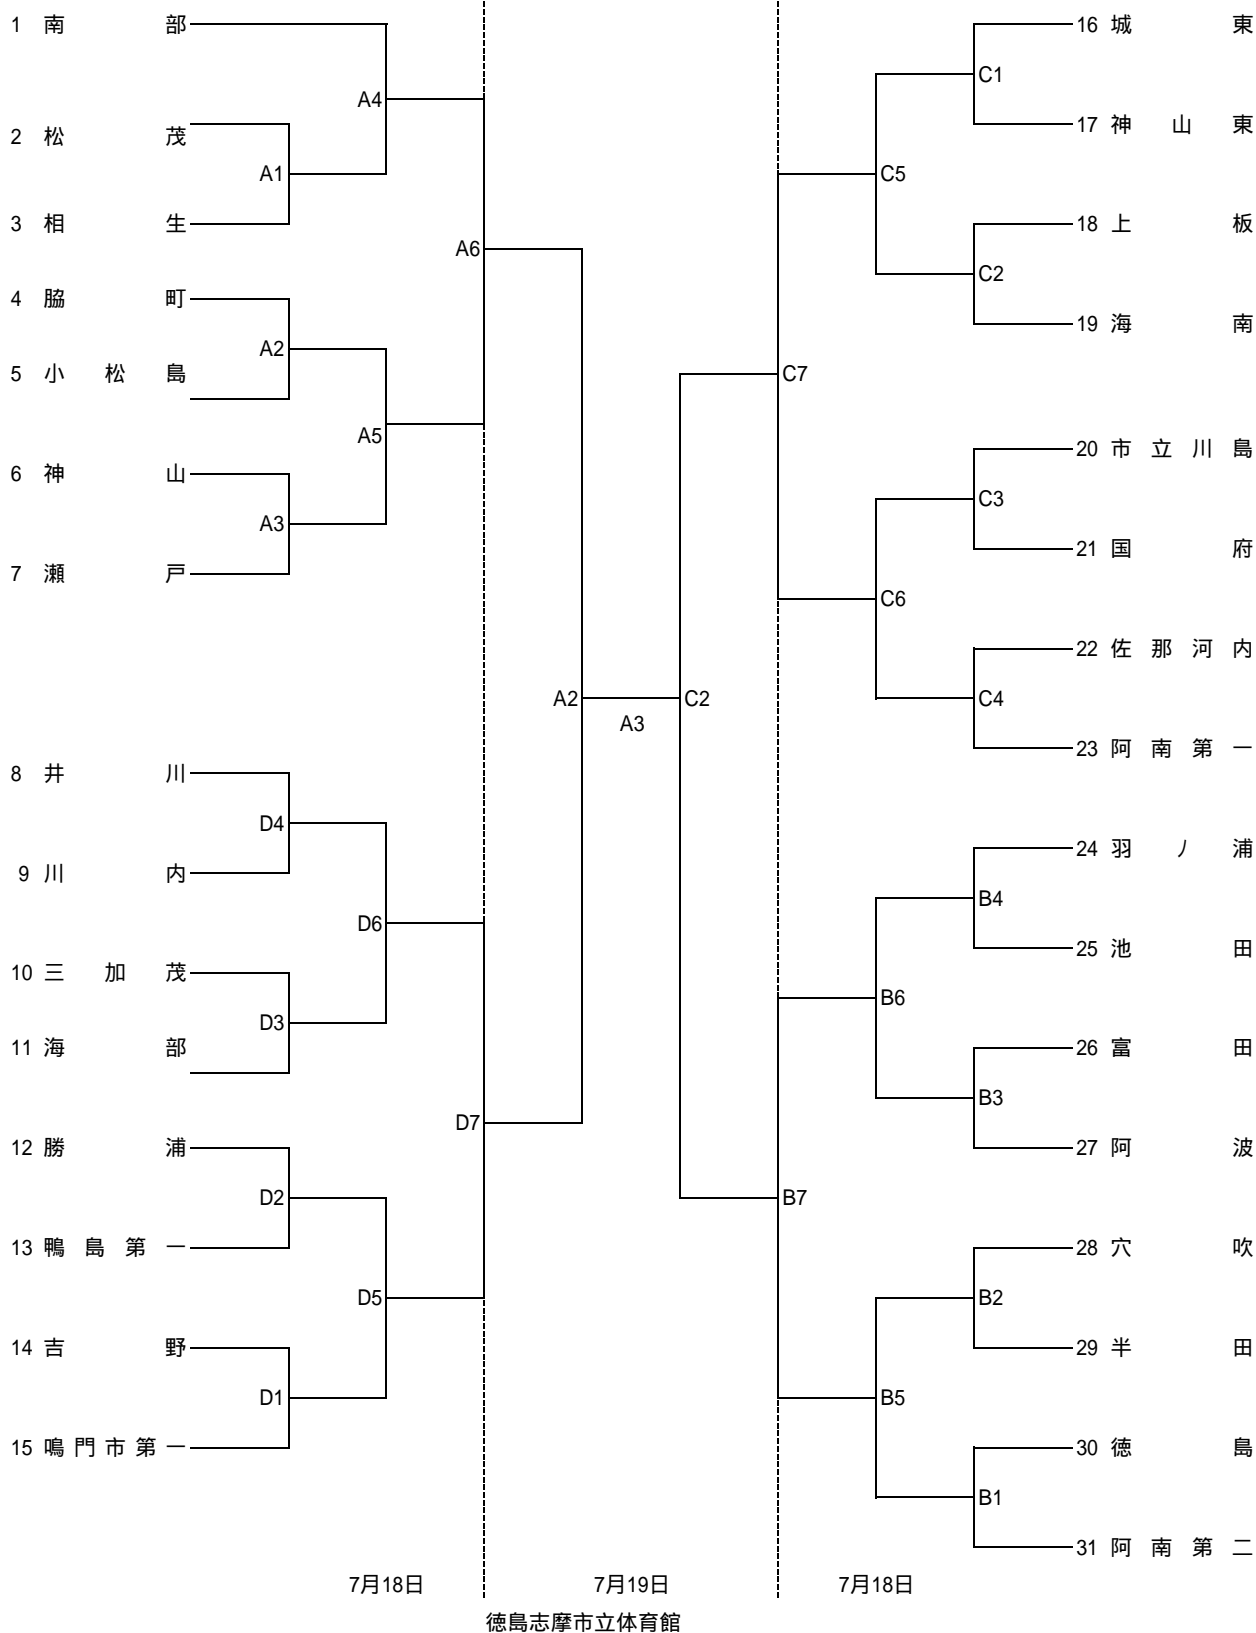 1 南部
A4
2 松茂
A1
3 相生
A6
4 脇町
A2
5 小松島
A5
6 神山
A3
7 瀬戸
8 井川
D4
9 川内
D6
10 三加茂
D3
11 海部
D7
12 勝浦
D2
13 鴨島第一
D5
14 吉野
D1
15 鳴門市第一
A2
A3
C2
16 城東
C1
17 神山東
C5
18 上板
C2
19 海南
C7
20 市立川島
C3
21 国府
C6
22 佐那河内
C4
23 阿南第一
24 羽ノ浦
B4
25 池田
B6
26 富田
B3
27 阿波
B7
28 穴吹
B2
29 半田
B5
30 徳島
B1
31 阿南第二
7月18日 7月19日 7月18日
徳島志摩市立体育館